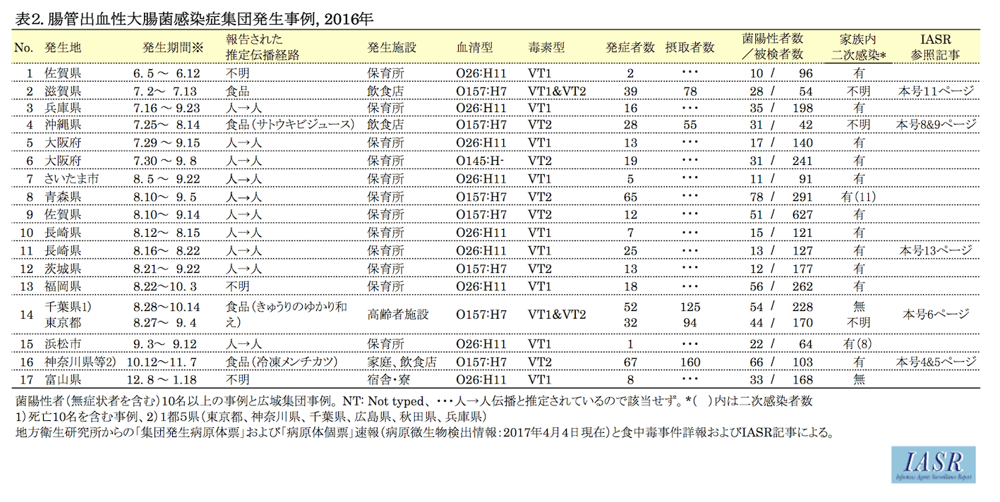 表2. 腸管出血性大腸菌感染症集団発生事例, 2016年
No. 発生地 発生期間※ 報告された推定伝播経路 発生施設 血清型 毒素型 発症者数 摂取者数 菌陽性者数/被検者数 家族内二次感染* IASR参照記事
1 佐賀県 6. 5～ 6.12 不明 保育所 O26:H11 VT1 2 ･･･ 10 / 96 有
2 滋賀県 7. 2～ 7.13 食品 飲食店 O157:H7 VT1&VT2 39 78 28 / 54 不明 本号11ページ
3 兵庫県 7.16～ 9.23 人→人 保育所 O26:H11 VT1 16 ･･･ 35 / 198 有
4 沖縄県 7.25～ 8.14 食品(サトウキビジュース) 飲食店 O157:H7 VT2 28 55 31 / 42 不明 本号8&9ページ
5 大阪府 7.29～ 9.15 人→人 保育所 O26:H11 VT1 13 ･･･ 17 / 140 有
6 大阪府 7.30～ 9. 8 人→人 保育所 O145:H- VT2 19 ･･･ 31 / 241 有
7 さいたま市 8. 5～ 9.22 人→人 保育所 O26:H11 VT1 5 ･･･ 11 / 91 有
8 青森県 8.10～ 9. 5 人→人 保育所 O157:H7 VT2 65 ･･･ 78 / 291 有(11)
9 佐賀県 8.10～ 9.14 人→人 保育所 O157:H7 VT2 12 ･･･ 51 / 627 有
10 長崎県 8.12～ 8.15 人→人 保育所 O26:H11 VT1 7 ･･･ 15 / 121 有
11 長崎県 8.16～ 8.22 人→人 保育所 O26:H11 VT1 25 ･･･ 13 / 127 有 本号13ページ
12 茨城県 8.21～ 9.22 人→人 保育所 O157:H7 VT2 13 ･･･ 12 / 177 有
13 福岡県 8.22～10. 3 不明 保育所 O26:H11 VT1 18 ･･･ 56 / 262 有
14 千葉県1) 8.28～10.14 食品(きゅうりのゆかり和え) 高齢者施設 O157:H7 VT1&VT2 52 125 54 / 228 無 本号6ページ
東京都 8.27～ 9. 4 32 94 44 / 170 不明
15 浜松市 9. 3～ 9.12 人→人 保育所 O26:H11 VT1 1 ･･･ 22 / 64 有(8)
16 神奈川県等2) 10.12～11. 7 食品(冷凍メンチカツ) 家庭、飲食店 O157:H7 VT2 67 160 66 / 103 有 本号4&5ページ
17 富山県 12. 8～ 1.18 不明 宿舎・寮 O26:H11 VT1 8 ･･･ 33 / 168 無
菌陽性者(無症状者を含む)10名以上の事例と広域集団事例。NT: Not typed、･･･人→人伝播と推定されているので該当せず。*( )内は二次感染者数
1)死亡10名を含む事例、2)1都5県(東京都、神奈川県、千葉県、広島県、秋田県、兵庫県)
地方衛生研究所からの「集団発生病原体票」および「病原体個票」速報(病原微生物検出情報:2017年4月4日現在)と食中毒事件詳報およびIASR記事による。
IASR
Infectious Agents Surveillance Report